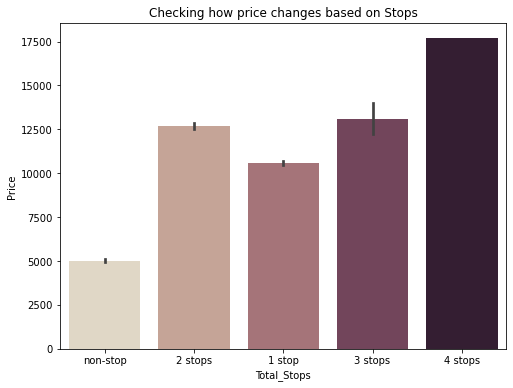 Checking how price changes based on Stops
17500
15000
12500
10000
7500
5000
2500
0
Price
non-stop 2 stops 1 stop 3 stops 4 stops
Total_Stops